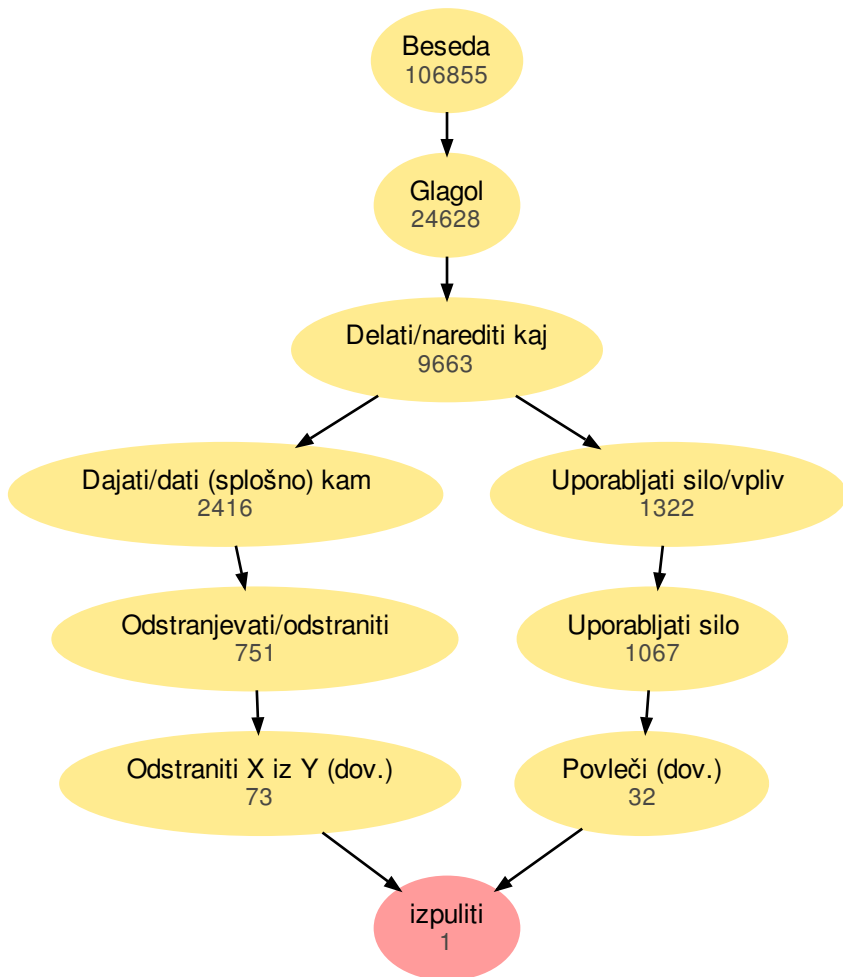 Beseda
106855
Glagol
24628
Delati/narediti kaj
9663
Dajati/dati (splošno) kam
2416
Uporabljati silo/vpliv
1322
Odstranjevati/odstraniti
751
Uporabljati silo
1067
Odstraniti X iz Y (dov.)
73
Povleči (dov.)
32
izpuliti
1